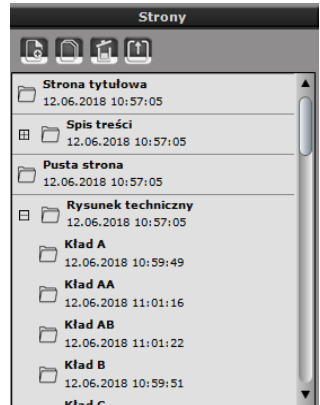 Strony
Strona tytułowa
12.06.2018 10:57:05
Spis treści
12.06.2018 10:57:05
Pusta strona
12.06.2018 10:57:05
Rysunek techniczny
12.06.2018 10:57:05
Kład A
12.06.2018 10:59:49
Kład AA
12.06.2018 11:01:16
Kład AB
12.06.2018 11:01:22
Kład B
12.06.2018 10:59:51
Kład C